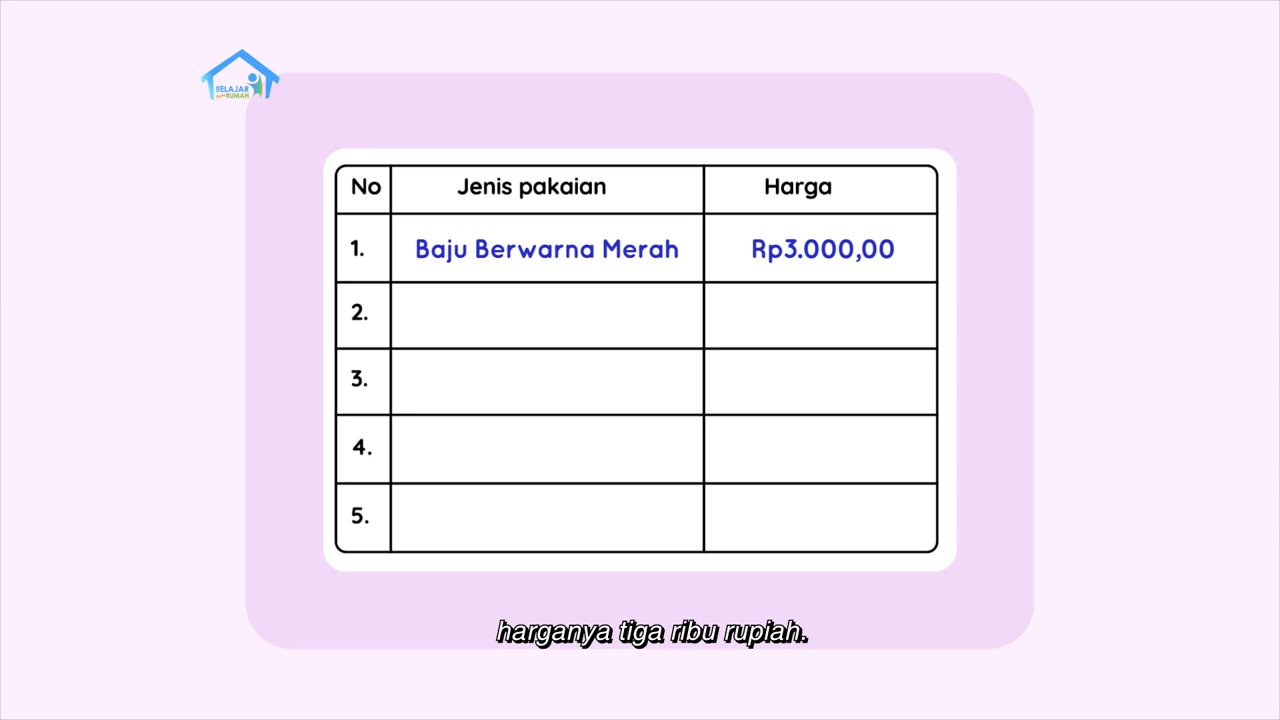 BELAJAR
dari RUMAH
No Jenis pakaian Harga
1. Baju Berwarna Merah Rp3.000,00
2.
3.
4.
5.
harganya tiga ribu rupiah.